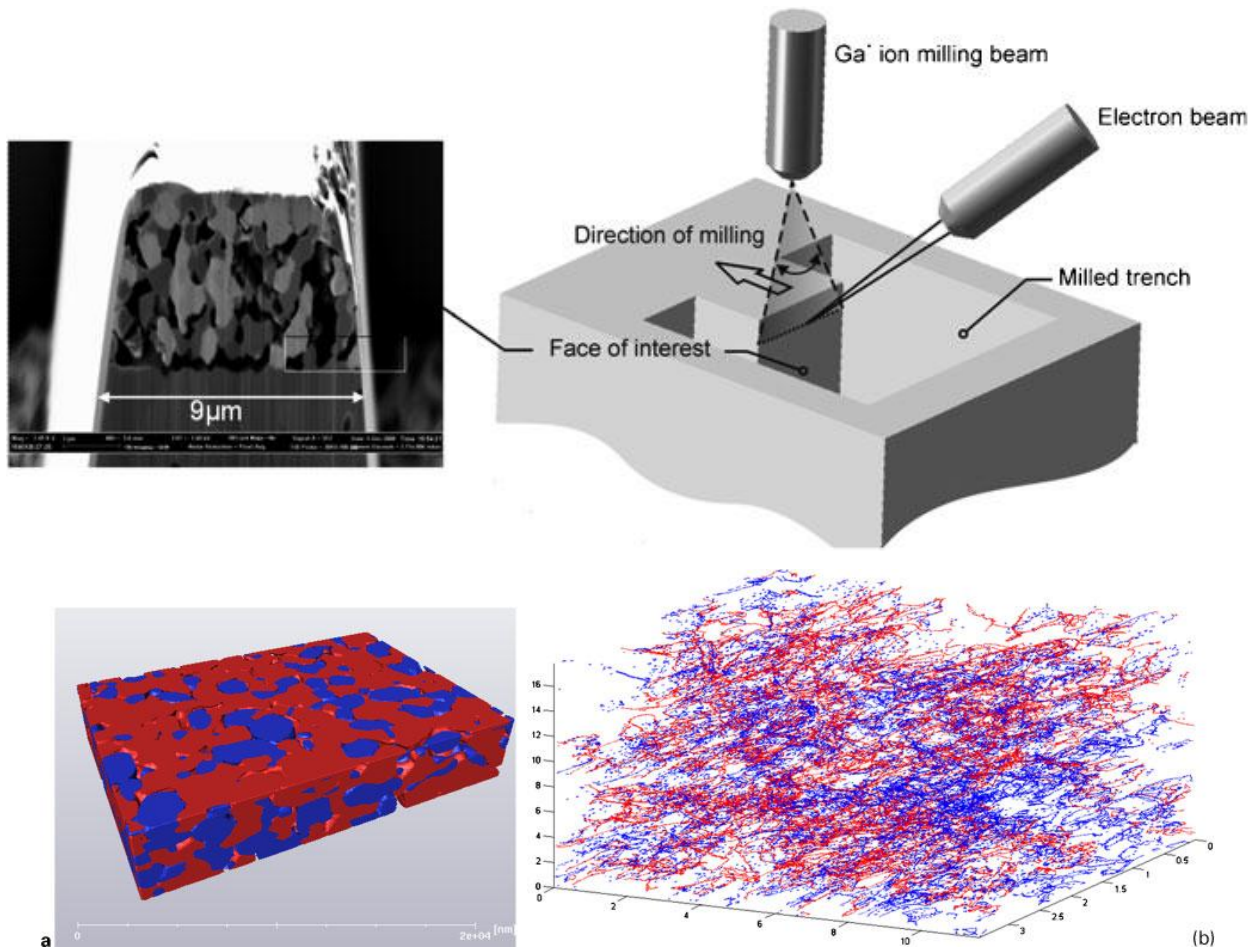 Ga⁺ ion milling beam
Electron beam
Direction of milling
Milled trench
Face of interest
9µm
16
14
12
10
8
6
4
2
0
0
2
4
6
8
10
3
2.5
2
1.5
1
0.5
0
[nm]
0
2e+04
a
(b)